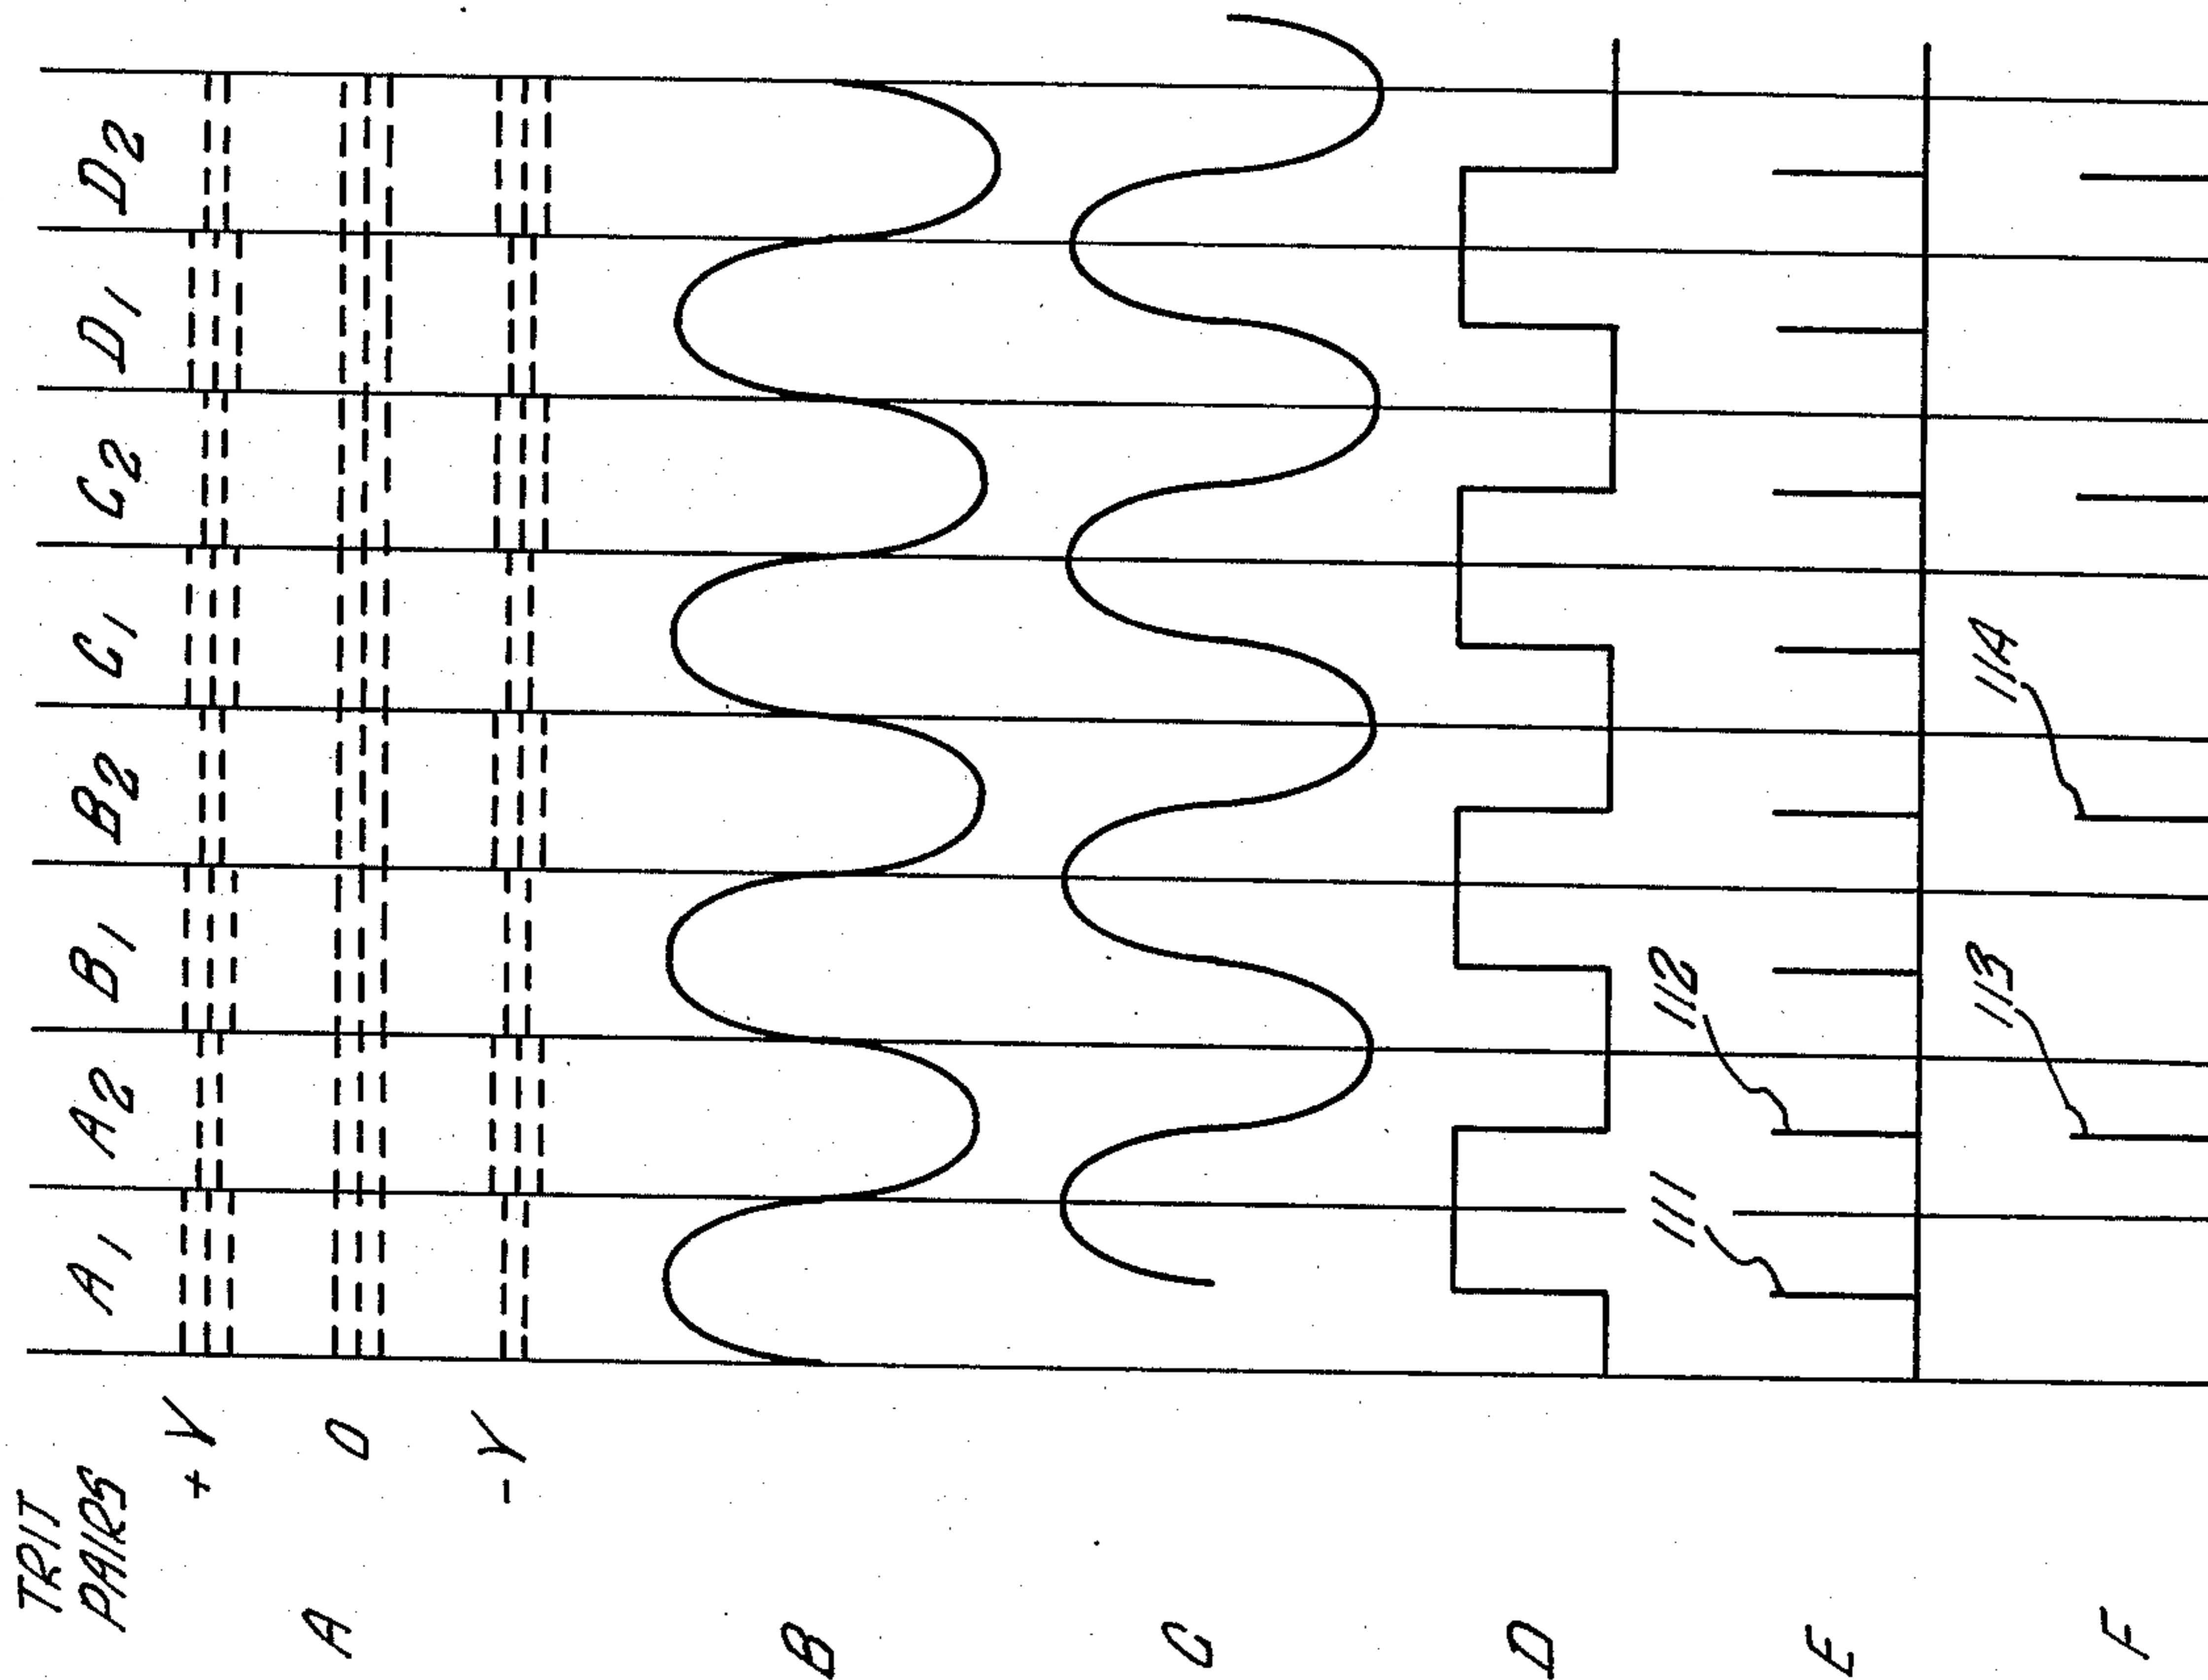 TRIT
PAIRS
A1 A2 B1 B2 C1 C2 D1 D2
+Y
A 0
-Y
B
C
D
111 112
E
113 114
F